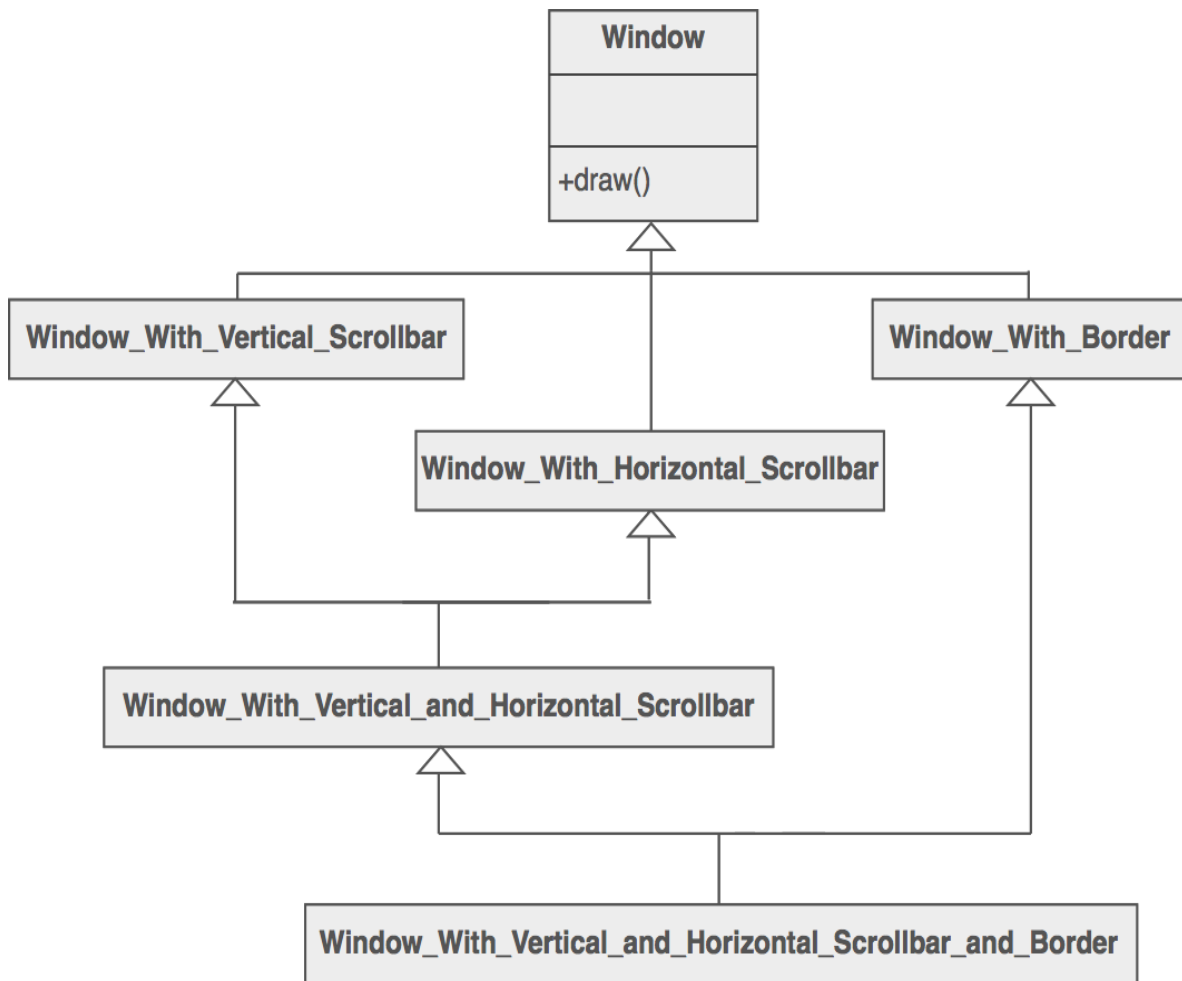 Window
+draw()
Window_With_Vertical_Scrollbar
Window_With_Border
Window_With_Horizontal_Scrollbar
Window_With_Vertical_and_Horizontal_Scrollbar
Window_With_Vertical_and_Horizontal_Scrollbar_and_Border